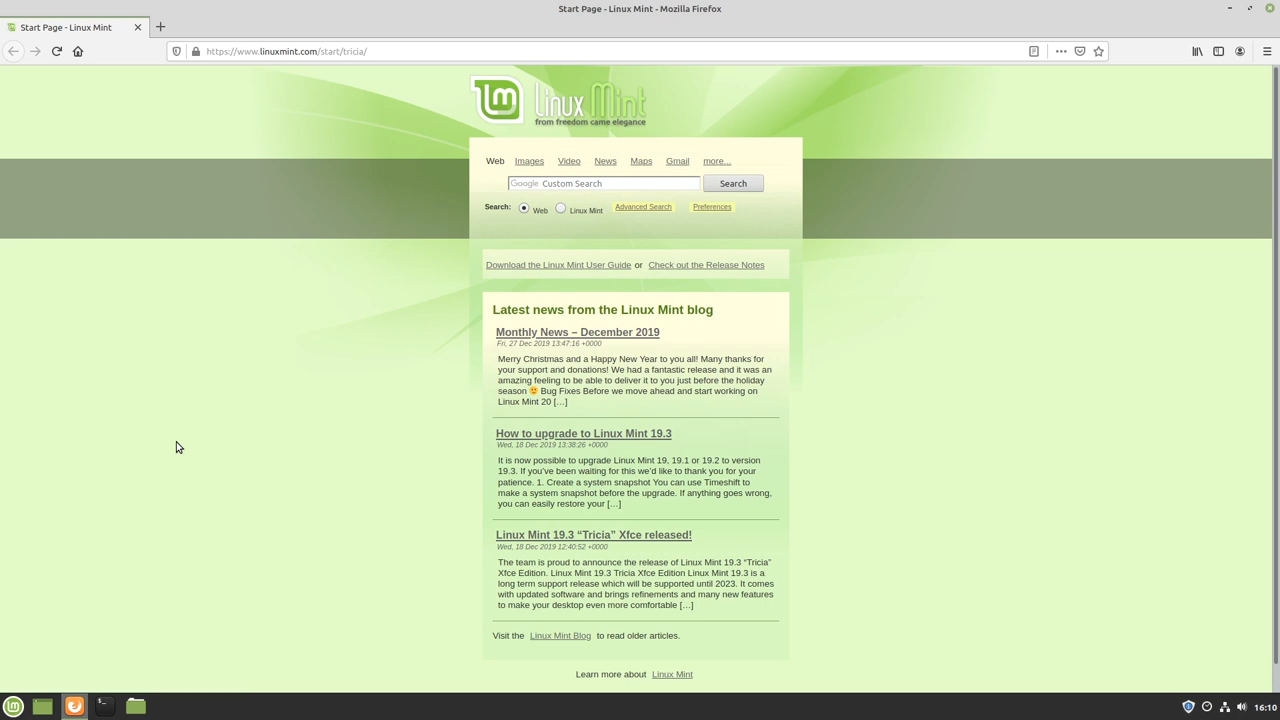 Start Page - Linux Mint - Mozilla Firefox
Start Page - Linux Mint
https://www.linuxmint.com/start/tricia/
Linux Mint
from freedom came elegance
Web Images Video News Maps Gmail more...
Google Custom Search Search
Search: Web Linux Mint Advanced Search Preferences
Download the Linux Mint User Guide or Check out the Release Notes
Latest news from the Linux Mint blog
Monthly News – December 2019
Fri, 27 Dec 2019 13:47:16 +0000
Merry Christmas and a Happy New Year to you all! Many thanks for
your support and donations! We had a fantastic release and it was an
amazing feeling to be able to deliver it to you just before the holiday
season 🙂 Bug Fixes Before we move ahead and start working on
Linux Mint 20 […]
How to upgrade to Linux Mint 19.3
Wed, 18 Dec 2019 13:38:26 +0000
It is now possible to upgrade Linux Mint 19, 19.1 or 19.2 to version
19.3. If you've been waiting for this we'd like to thank you for your
patience. 1. Create a system snapshot You can use Timeshift to
make a system snapshot before the upgrade. If anything goes wrong,
you can easily restore your […]
Linux Mint 19.3 “Tricia” Xfce released!
Wed, 18 Dec 2019 12:40:52 +0000
The team is proud to announce the release of Linux Mint 19.3 “Tricia”
Xfce Edition. Linux Mint 19.3 Tricia Xfce Edition Linux Mint 19.3 is a
long term support release which will be supported until 2023. It comes
with updated software and brings refinements and many new features
to make your desktop even more comfortable […]
Visit the Linux Mint Blog to read older articles.
Learn more about Linux Mint
16:10